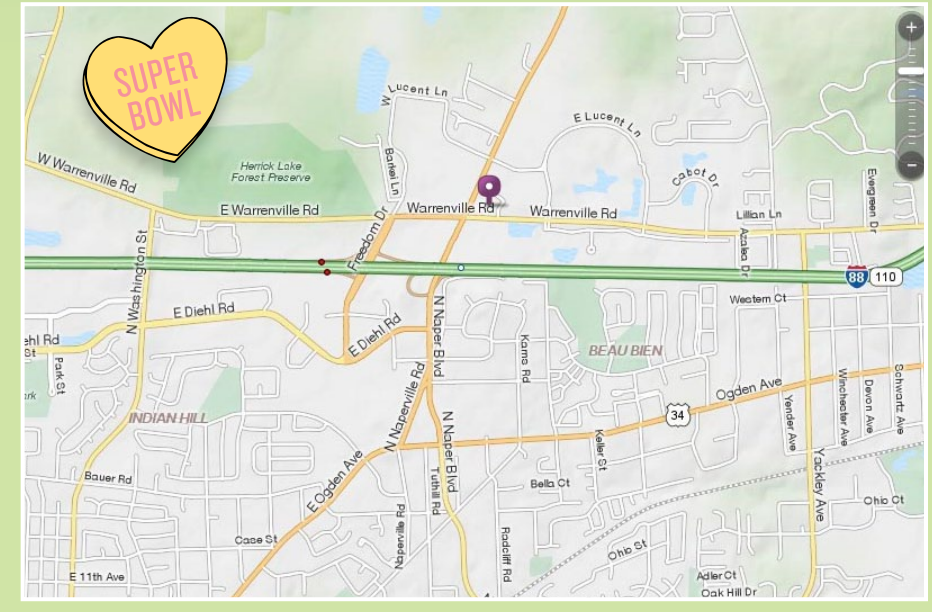 SUPER
BOWL
W Lucent Ln
E Lucent Ln
Herrick Lake
Forest Preserve
Barkei Ln
Cabot Dr
Evergreen Dr
W Warrenville Rd
E Warrenville Rd
Warrenville Rd
Warrenville Rd
Lillian Ln
Freedom Dr
Azalea Dr
N Washington St
88
110
Western Ct
E Diehl Rd
E Diehl Rd
ehl Rd
St
N Naper Blvd
Kams Rd
BEAU BIEN
Park St
rk
INDIAN HILL
N Naperville Rd
Ogden Ave
34
Yender Ave
Winchester Ave
Devon Ave
Schwartz Ave
N Naper Blvd
Keller St
Bauer Rd
E Ogden Ave
Tuthill Rd
Bella Ct
Yackley Ave
Ohio Ct
Naperville Rd
Radcliff Rd
Case St
Ohio St
E 11th Ave
Adler Ct
Oak Hill Dr